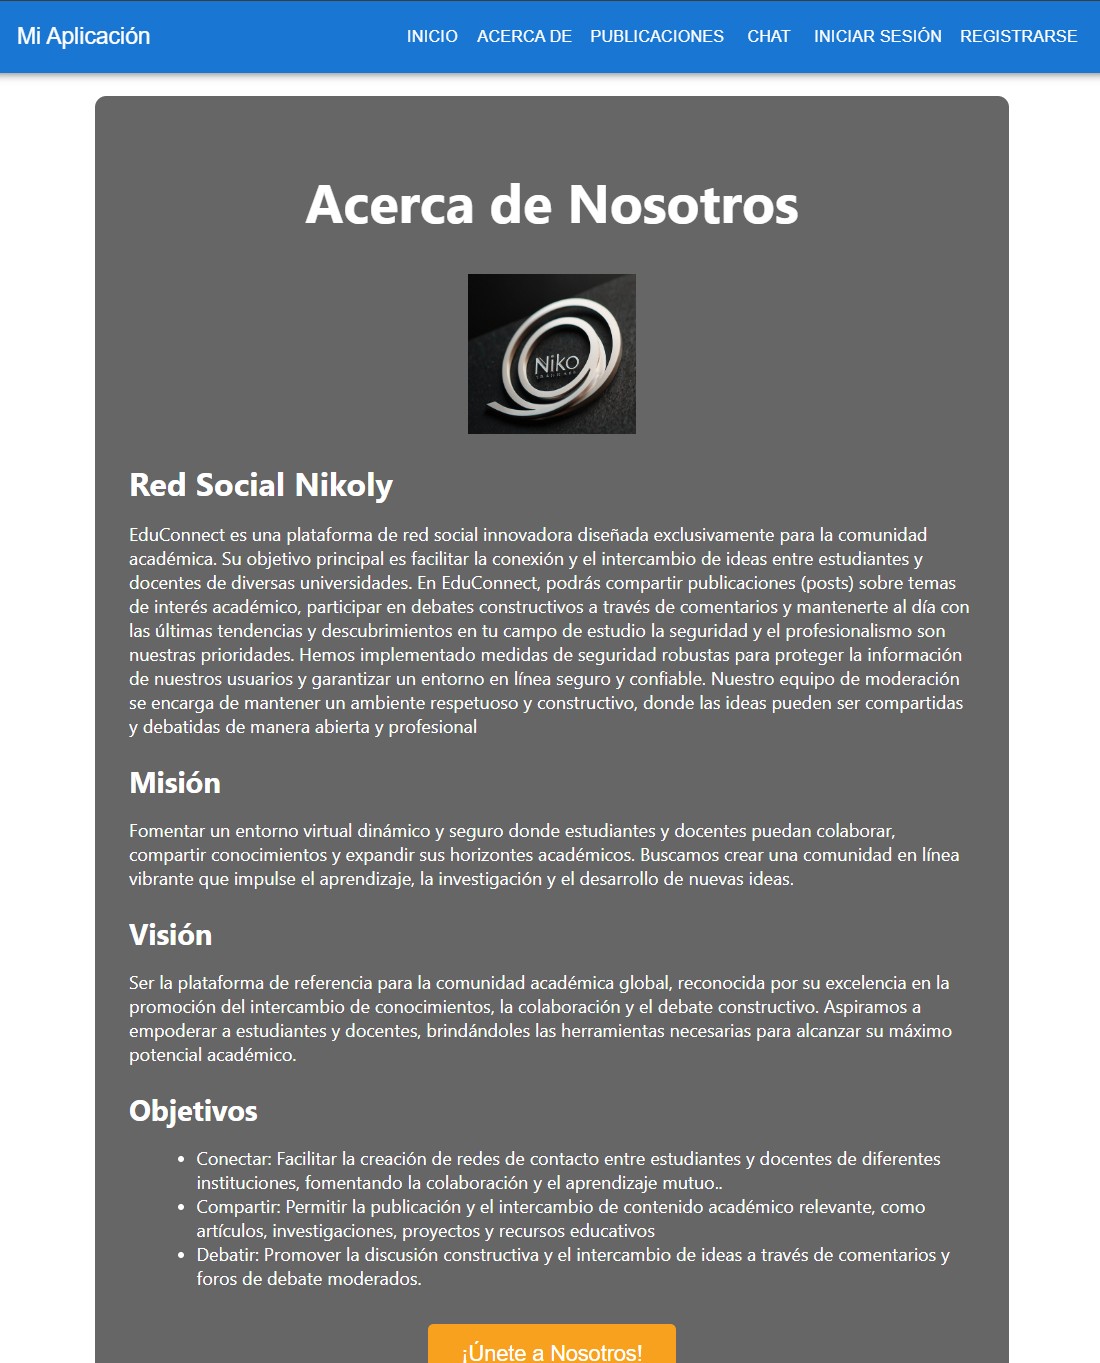 Mi Aplicación
INICIO ACERCA DE PUBLICACIONES CHAT INICIAR SESIÓN REGISTRARSE
Acerca de Nosotros
Niko
Red Social Nikoly
EduConnect es una plataforma de red social innovadora diseñada exclusivamente para la comunidad
académica. Su objetivo principal es facilitar la conexión y el intercambio de ideas entre estudiantes y
docentes de diversas universidades. En EduConnect, podrás compartir publicaciones (posts) sobre temas
de interés académico, participar en debates constructivos a través de comentarios y mantenerte al día con
las últimas tendencias y descubrimientos en tu campo de estudio la seguridad y el profesionalismo son
nuestras prioridades. Hemos implementado medidas de seguridad robustas para proteger la información
de nuestros usuarios y garantizar un entorno en línea seguro y confiable. Nuestro equipo de moderación
se encarga de mantener un ambiente respetuoso y constructivo, donde las ideas pueden ser compartidas
y debatidas de manera abierta y profesional
Misión
Fomentar un entorno virtual dinámico y seguro donde estudiantes y docentes puedan colaborar,
compartir conocimientos y expandir sus horizontes académicos. Buscamos crear una comunidad en línea
vibrante que impulse el aprendizaje, la investigación y el desarrollo de nuevas ideas.
Visión
Ser la plataforma de referencia para la comunidad académica global, reconocida por su excelencia en la
promoción del intercambio de conocimientos, la colaboración y el debate constructivo. Aspiramos a
empoderar a estudiantes y docentes, brindándoles las herramientas necesarias para alcanzar su máximo
potencial académico.
Objetivos
• Conectar: Facilitar la creación de redes de contacto entre estudiantes y docentes de diferentes
instituciones, fomentando la colaboración y el aprendizaje mutuo..
• Compartir: Permitir la publicación y el intercambio de contenido académico relevante, como
artículos, investigaciones, proyectos y recursos educativos
• Debatir: Promover la discusión constructiva y el intercambio de ideas a través de comentarios y
foros de debate moderados.
¡Únete a Nosotros!